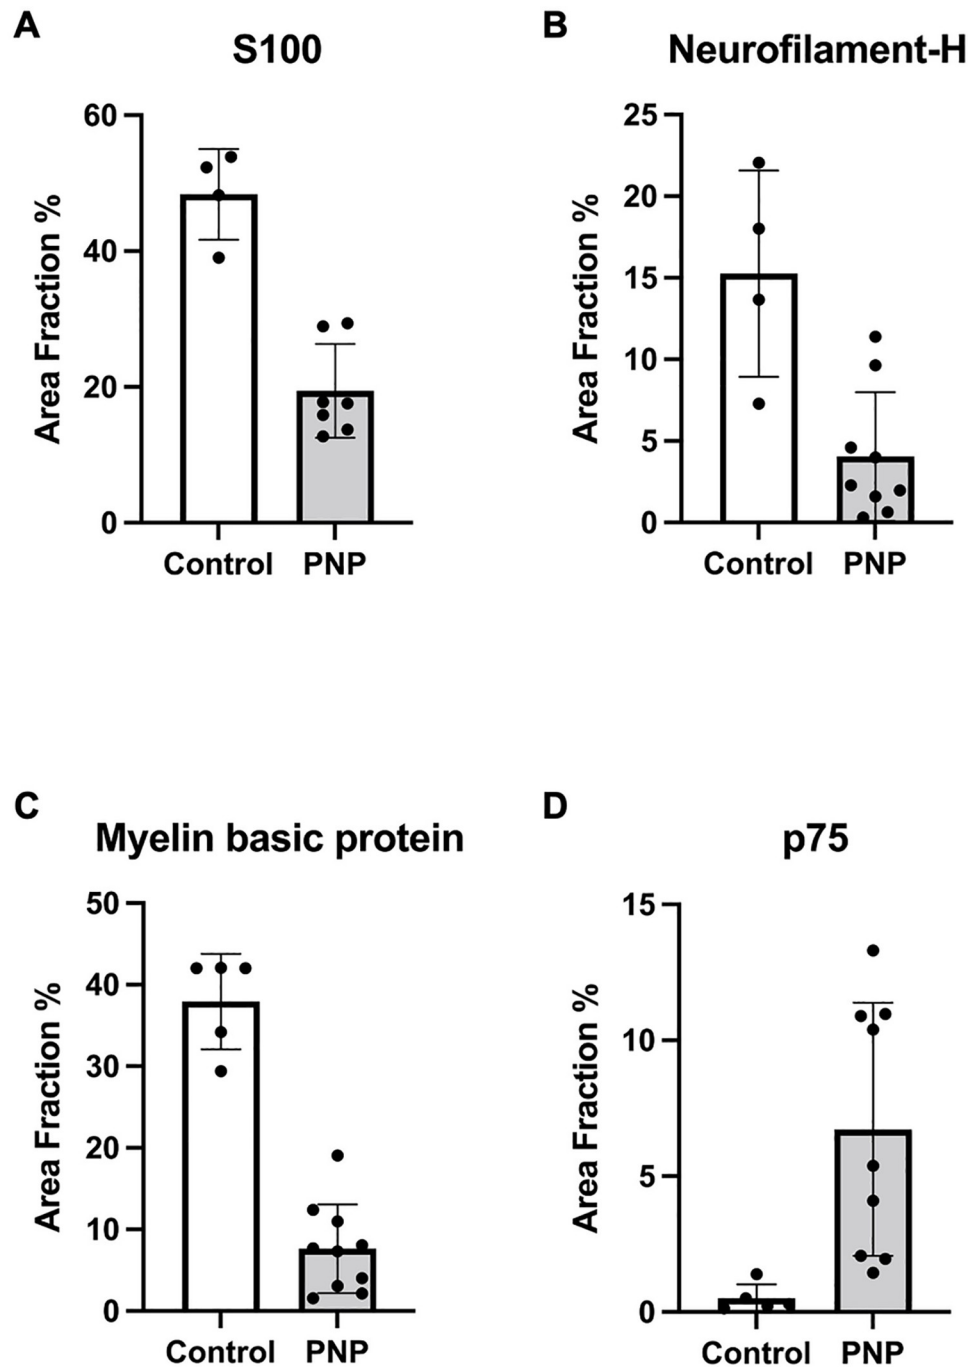 A
S100
Area Fraction %
60
40
20
0
Control PNP
B
Neurofilament-H
Area Fraction %
25
20
15
10
5
0
Control PNP
C
Myelin basic protein
Area Fraction %
50
40
30
20
10
0
Control PNP
D
p75
Area Fraction %
15
10
5
0
Control PNP